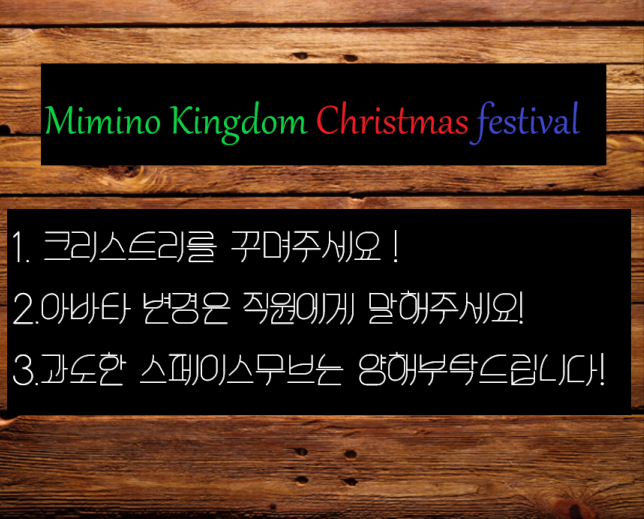 Mimino Kingdom Christmas festival
1. 크리스트리를 꾸며주세요 !
2.아바타 변경은 직원에게 말해주세요!
3.과도한 스페이스무브는 양해부탁드립니다!